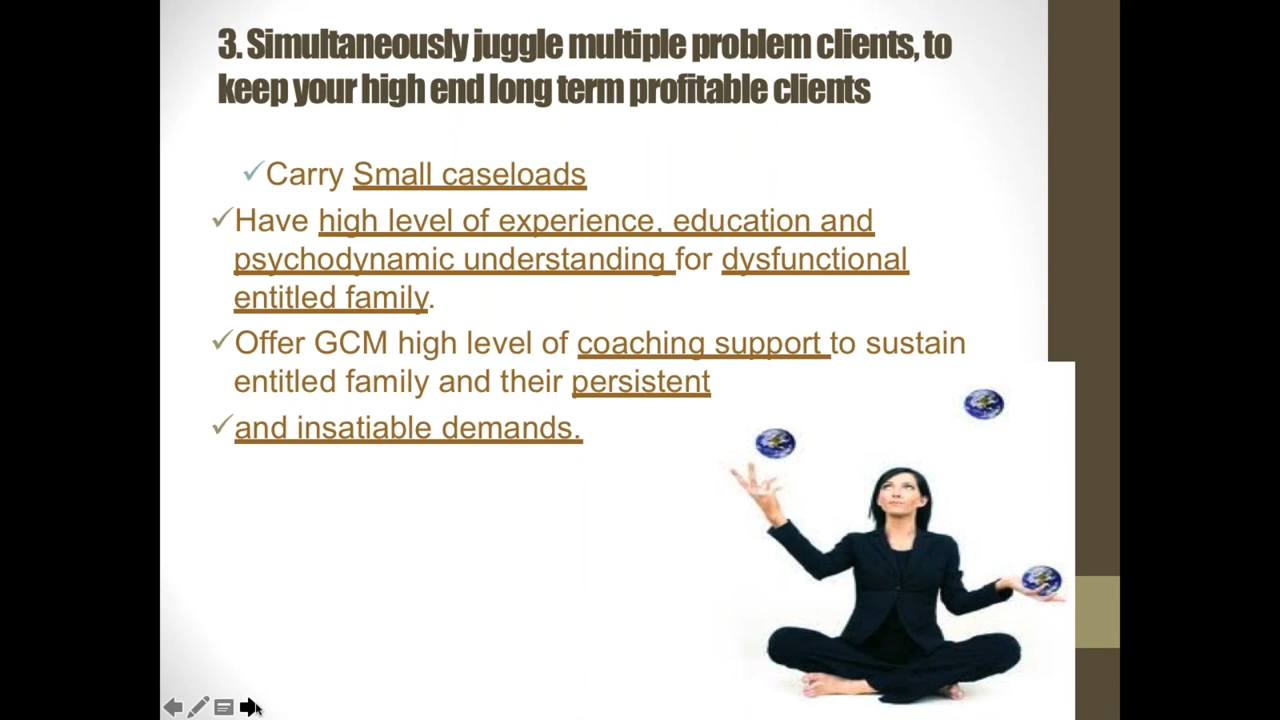 3. Simultaneously juggle multiple problem clients, to
keep your high end long term profitable clients
✓Carry Small caseloads
✓Have high level of experience, education and
psychodynamic understanding for dysfunctional
entitled family.
✓Offer GCM high level of coaching support to sustain
entitled family and their persistent
✓and insatiable demands.